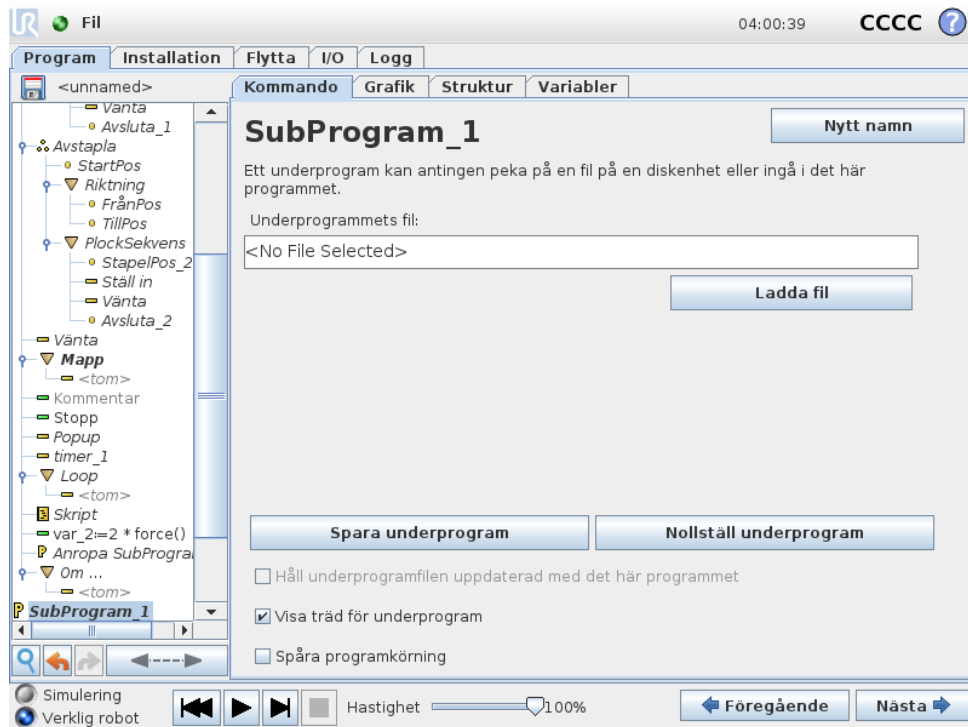 UR Fil 04:00:39 CCCC ?
Program Installation Flytta I/O Logg
<unnamed>
Kommando Grafik Struktur Variabler
Vänta
Avsluta_1
Avstapla
StartPos
Riktning
FrånPos
TillPos
PlockSekvens
StapelPos_2
Ställ in
Vänta
Avsluta_2
Vänta
Mapp
<tom>
Kommentar
Stopp
Popup
timer_1
Loop
<tom>
Skript
var_2:=2 * force()
Anropa SubProgra
Om ...
<tom>
P SubProgram_1
SubProgram_1
Nytt namn
Ett underprogram kan antingen peka på en fil på en diskenhet eller ingå i det här
programmet.
Underprogrammets fil:
<No File Selected>
Ladda fil
Spara underprogram Nollställ underprogram
Håll underprogramfilen uppdaterad med det här programmet
Visa träd för underprogram
Spåra programkörning
Simulering
Verklig robot
Hastighet 100%
Föregående Nästa